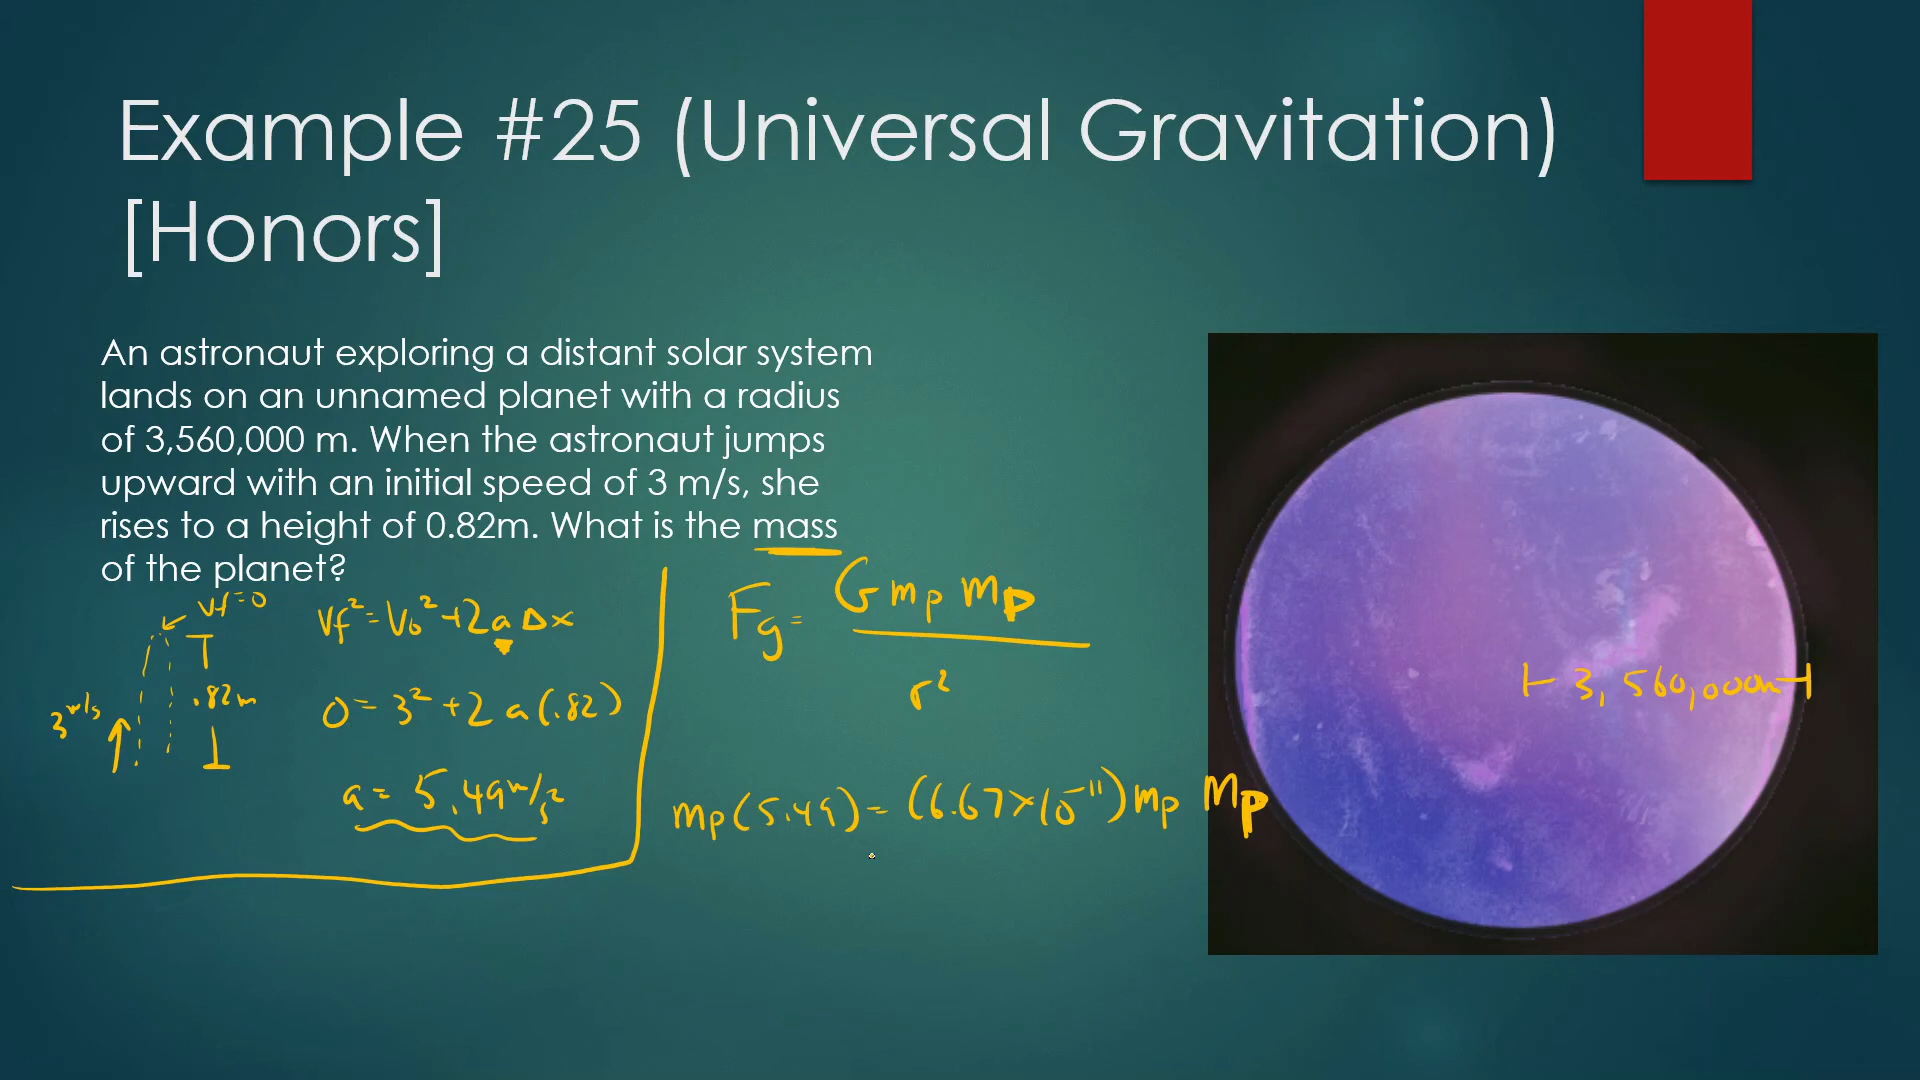 Example #25 (Universal Gravitation)
[Honors]
An astronaut exploring a distant solar system
lands on an unnamed planet with a radius
of 3,560,000 m. When the astronaut jumps
upward with an initial speed of 3 m/s, she
rises to a height of 0.82m. What is the mass
of the planet?
Vf=0
.82m
3 m/s
Vf²=V₀²+2aΔx
0=3²+2a(.82)
a=5.49 m/s²
Fg= G mp mp
r²
mp(5.49)=(6.67×10⁻¹¹)mp mp
3,560,000m